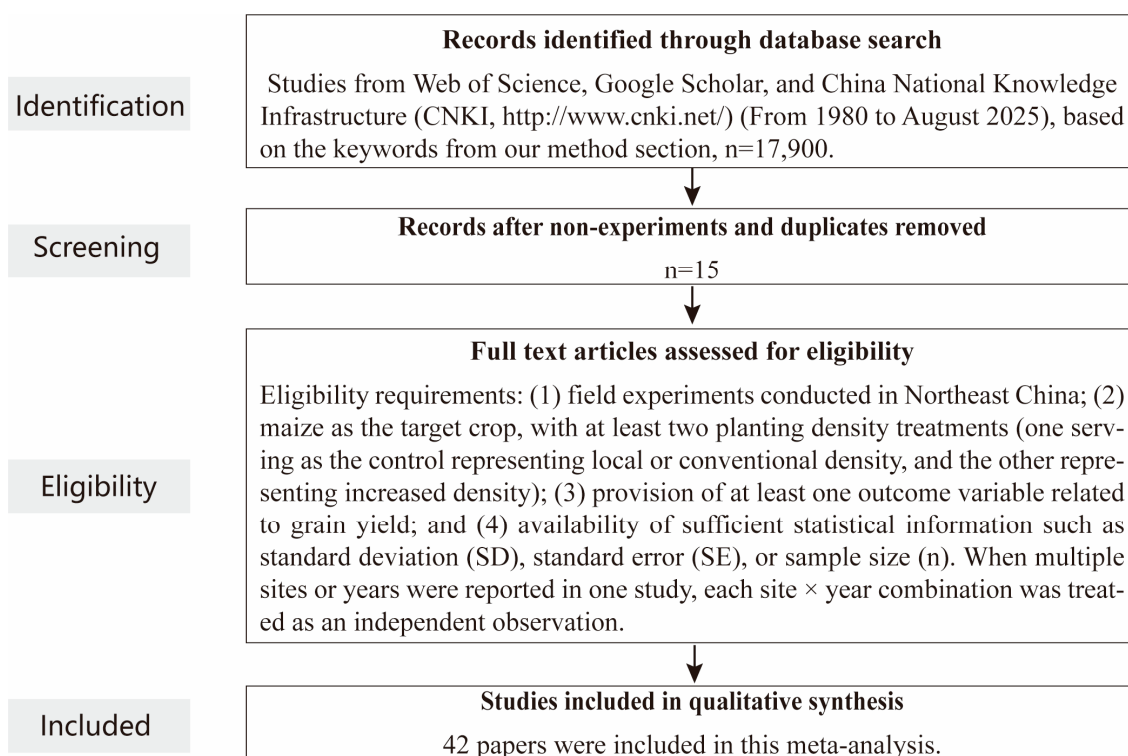 Records identified through database search
Identification
Studies from Web of Science, Google Scholar, and China National Knowledge
Infrastructure (CNKI, http://www.cnki.net/) (From 1980 to August 2025), based
on the keywords from our method section, n=17,900.
Screening
Records after non-experiments and duplicates removed
n=15
Full text articles assessed for eligibility
Eligibility
Eligibility requirements: (1) field experiments conducted in Northeast China; (2)
maize as the target crop, with at least two planting density treatments (one serv-
ing as the control representing local or conventional density, and the other repre-
senting increased density); (3) provision of at least one outcome variable related
to grain yield; and (4) availability of sufficient statistical information such as
standard deviation (SD), standard error (SE), or sample size (n). When multiple
sites or years were reported in one study, each site × year combination was treat-
ed as an independent observation.
Included
Studies included in qualitative synthesis
42 papers were included in this meta-analysis.